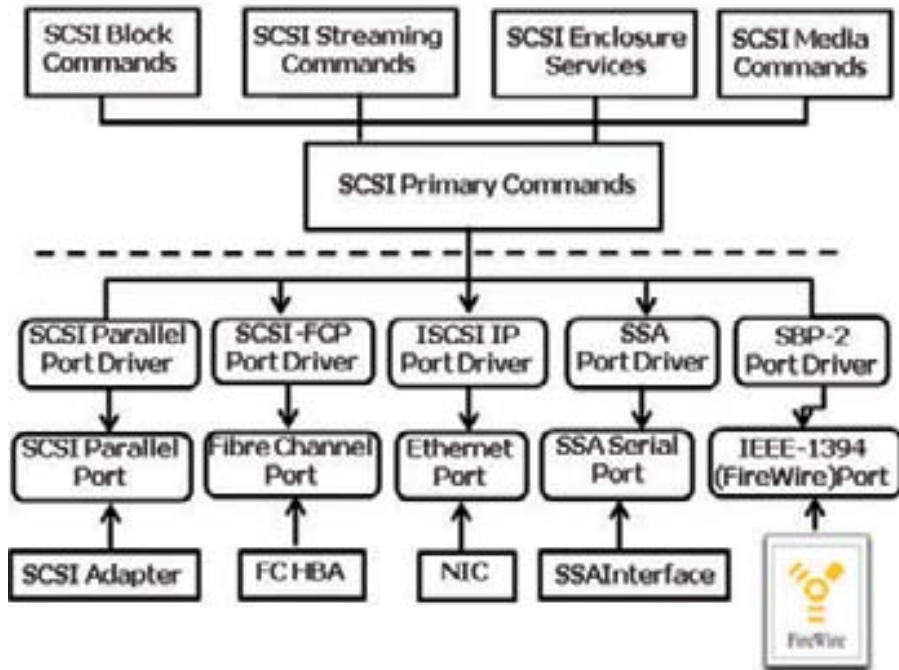 SCSI Block
Commands
SCSI Streaming
Commands
SCSI Enclosure
Services
SCSI Media
Commands
SCSI Primary Commands
SCSI Parallel
Port Driver
SCSI-FCP
Port Driver
ISCSI IP
Port Driver
SSA
Port Driver
SBP-2
Port Driver
SCSI Parallel
Port
Fibre Channel
Port
Ethernet
Port
SSA Serial
Port
IEEE-1394
(FireWire)Port
SCSI Adapter
FC HBA
NIC
SSAInterface
FireWire